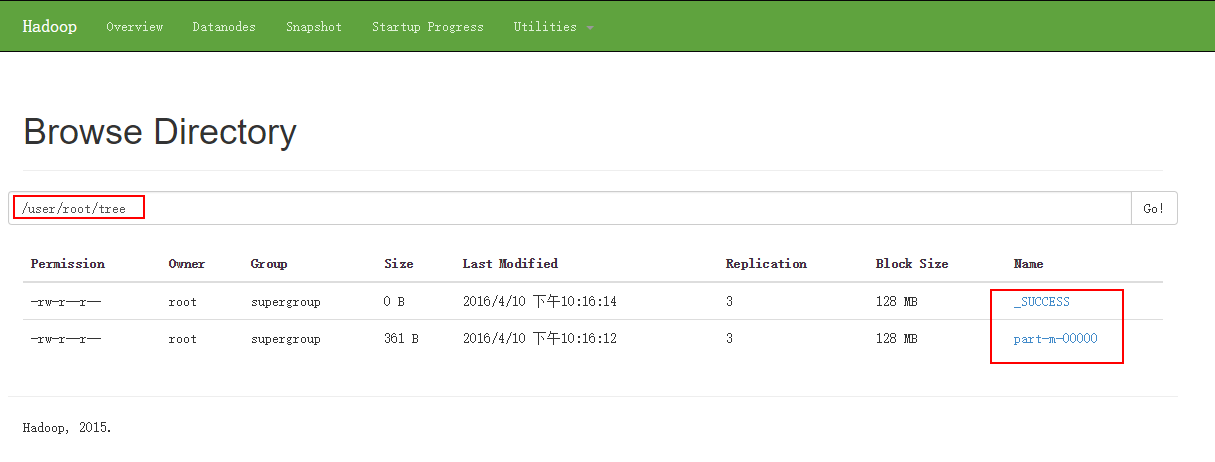 Hadoop Overview Datanodes Snapshot Startup Progress Utilities
Browse Directory
/user/root/tree Go!
Permission Owner Group Size Last Modified Replication Block Size Name
-rw-r--r-- root supergroup 0 B 2016/4/10 下午10:16:14 3 128 MB _SUCCESS
-rw-r--r-- root supergroup 361 B 2016/4/10 下午10:16:12 3 128 MB part-m-00000
Hadoop, 2015.